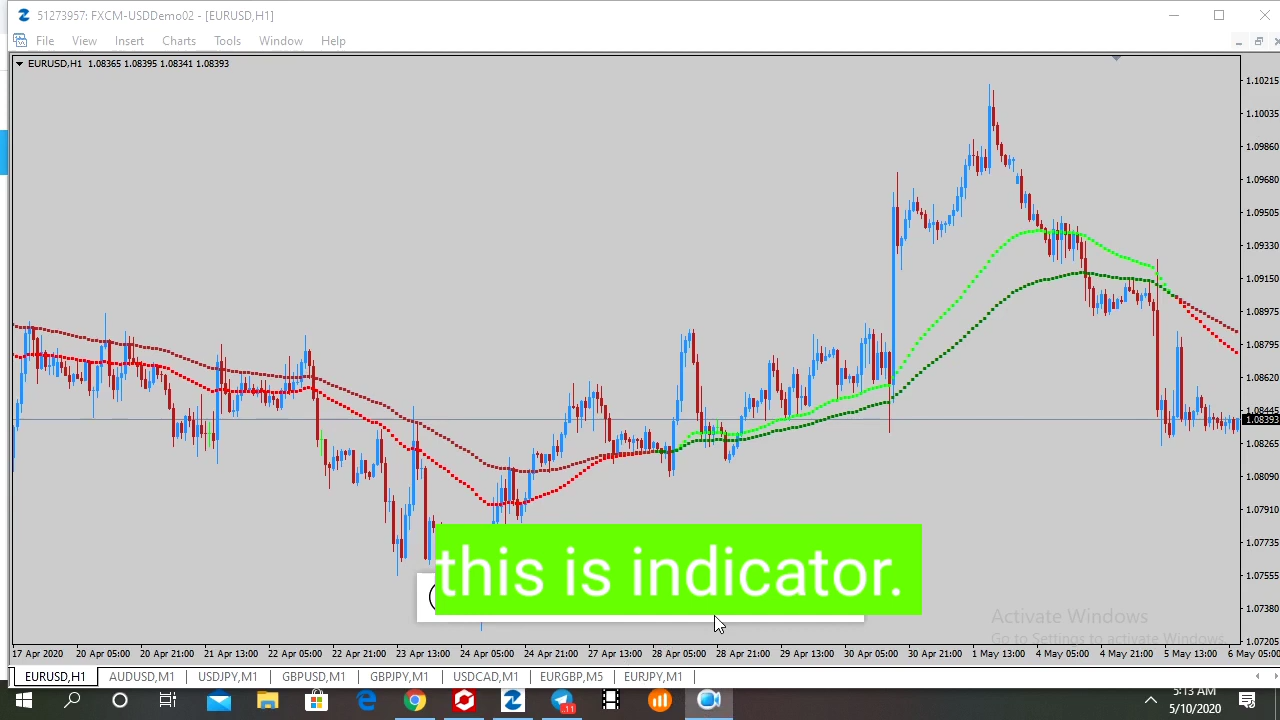 51273957: FXCM-USDDemo02 - [EURUSD,H1]
File View Insert Charts Tools Window Help
EURUSD,H1 1.08365 1.08395 1.08341 1.08393
1.10215
1.10035
1.09860
1.09680
1.09505
1.09330
1.09150
1.08975
1.08795
1.08620
1.08445
1.08393
1.08265
1.08090
1.07910
1.07735
1.07555
1.07380
1.07205
this is indicator.
Activate Windows
Go to Settings to activate Windows.
17 Apr 2020 20 Apr 05:00 20 Apr 21:00 21 Apr 13:00 22 Apr 05:00 22 Apr 21:00 23 Apr 13:00 24 Apr 05:00 24 Apr 21:00 27 Apr 13:00 28 Apr 05:00 28 Apr 21:00 29 Apr 13:00 30 Apr 05:00 30 Apr 21:00 1 May 13:00 4 May 05:00 4 May 21:00 5 May 13:00 6 May 05:00
EURUSD,H1 AUDUSD,M1 USDJPY,M1 GBPUSD,M1 GBPJPY,M1 USDCAD,M1 EURGBP,M5 EURJPY,M1
.11
5:13 AM
5/10/2020